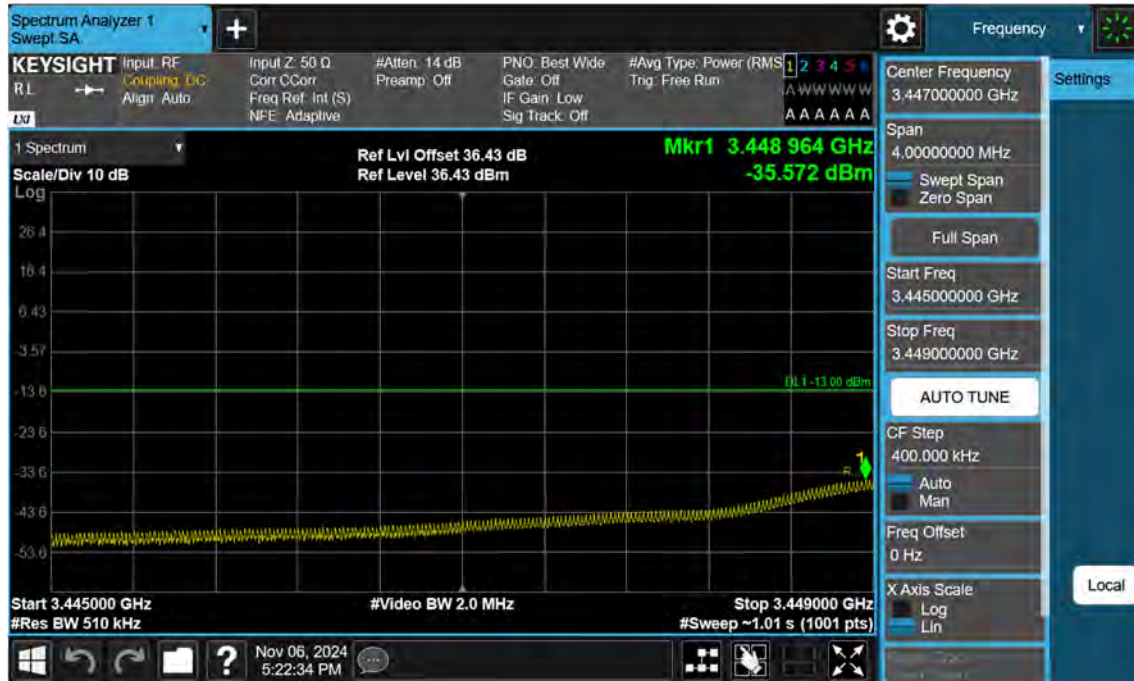 Spectrum Analyzer 1
Swept SA
+
Frequency
KEYSIGHT
RL
LXI
Input: RF
Coupling: DC
Align: Auto
Input Z: 50 Ω
Corr CCorr
Freq Ref: Int (S)
NFE: Adaptive
#Atten: 14 dB
Preamp: Off
PNO: Best Wide
Gate: Off
IF Gain: Low
Sig Track: Off
#Avg Type: Power (RMS
Trig: Free Run
1 2 3 4 5 6
A W W W W W
A A A A A A
Center Frequency
3.447000000 GHz
Settings
1 Spectrum
Scale/Div 10 dB
Ref Lvl Offset 36.43 dB
Ref Level 36.43 dBm
Mkr1 3.448 964 GHz
-35.572 dBm
Span
4.00000000 MHz
Swept Span
Zero Span
Full Span
Start Freq
3.445000000 GHz
Stop Freq
3.449000000 GHz
AUTO TUNE
CF Step
400.000 kHz
Auto
Man
Freq Offset
0 Hz
X Axis Scale
Log
Lin
Local
Log
26.4
16.4
6.43
-3.57
-13.6
-23.6
-33.6
-43.6
-53.6
DL1 -13.00 dBm
1
R
Start 3.445000 GHz
#Res BW 510 kHz
#Video BW 2.0 MHz
Stop 3.449000 GHz
#Sweep ~1.01 s (1001 pts)
?
Nov 06, 2024
5:22:34 PM